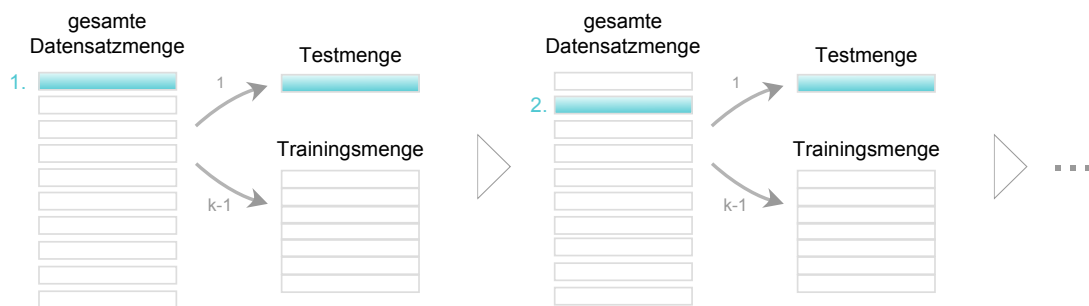 gesamte
Datensatzmenge
1.
1
Testmenge
k-1
Trainingsmenge
gesamte
Datensatzmenge
2.
1
Testmenge
k-1
Trainingsmenge
...